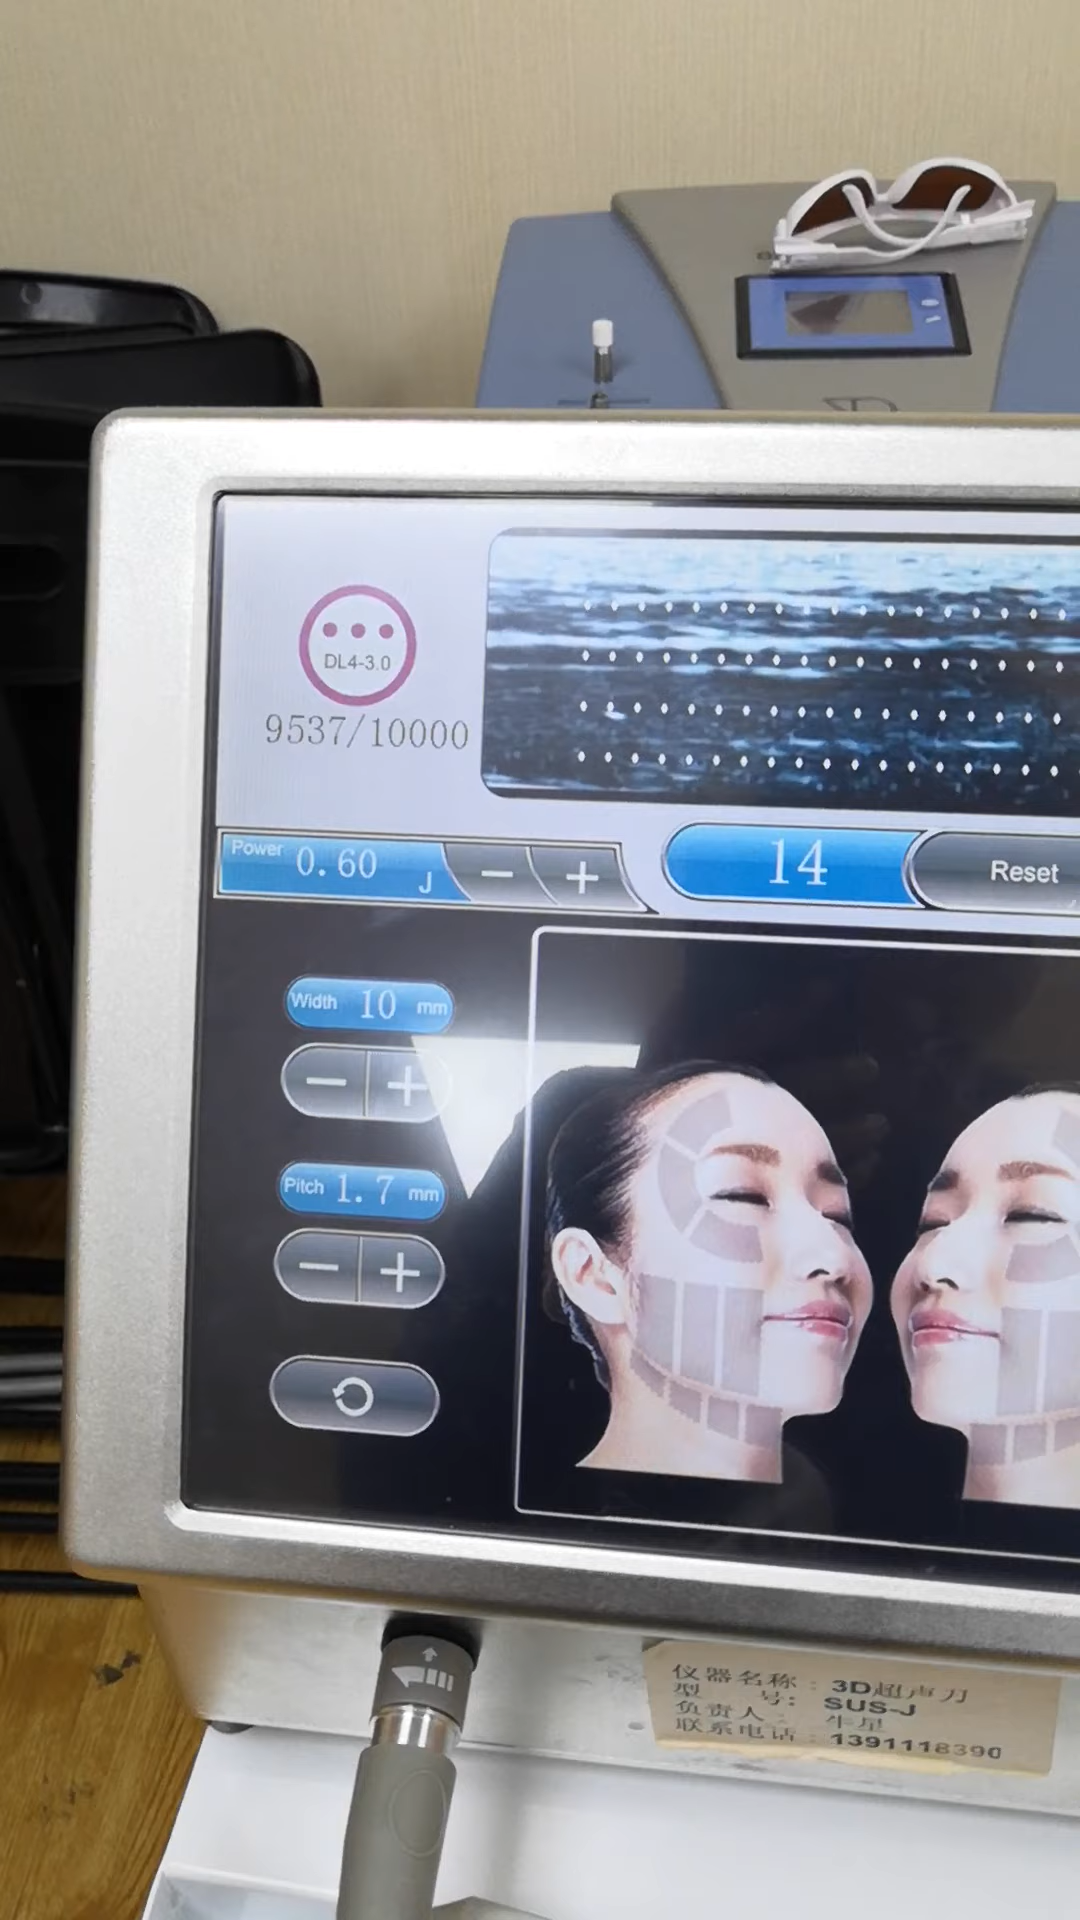 DL4-3.0
9537/10000
Power 0.60 J − +
14 Reset
Width 10 mm
− +
Pitch 1.7 mm
− +
仪器名称：3D超声刀
型 号：SUS-J
负责人：牛星
联系电话：1391118390